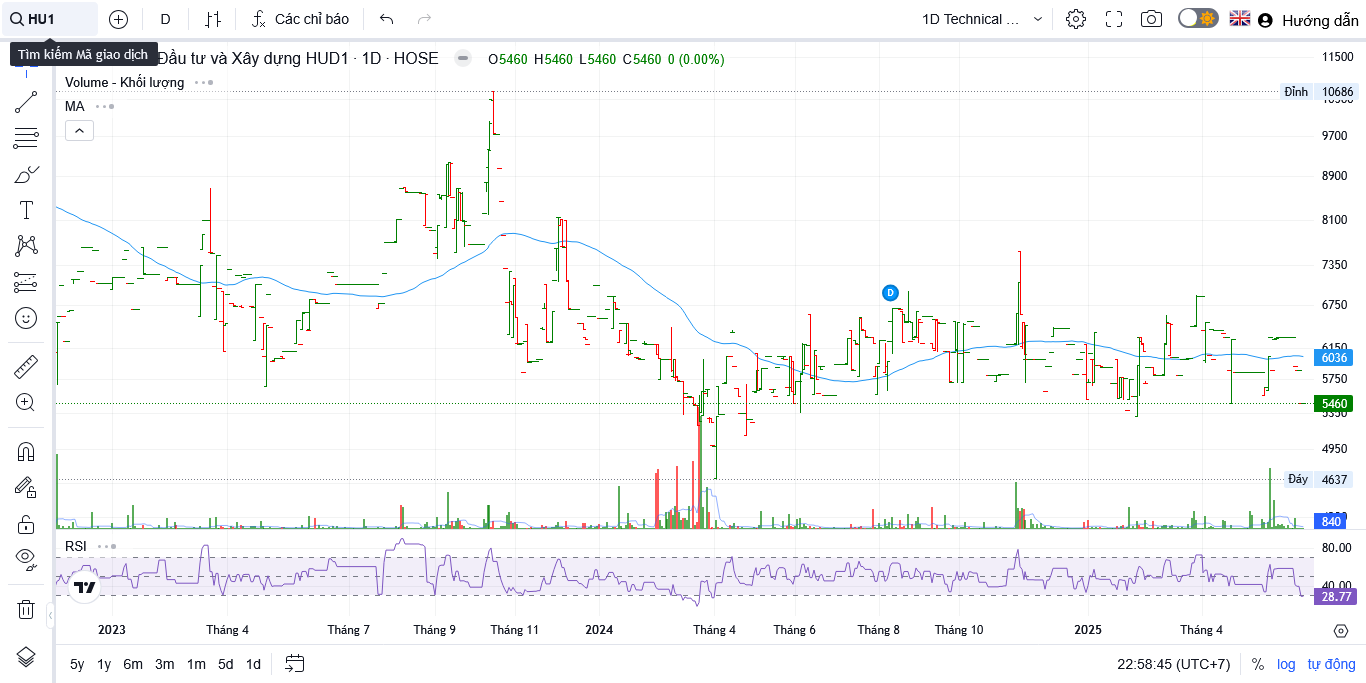 HU1
D
Các chỉ báo
1D Technical ...
Hướng dẫn
Tìm kiếm Mã giao dịch
Đầu tư và Xây dựng HUD1 · 1D · HOSE
O5460 H5460 L5460 C5460 0 (0.00%)
Volume - Khối lượng
MA
11500
Đỉnh 10686
9700
8900
8100
7350
D
6750
6150
6036
5750
5460
5350
4950
Đáy 4637
840
RSI
80.00
40.00
28.77
2023 Tháng 4 Tháng 7 Tháng 9 Tháng 11 2024 Tháng 4 Tháng 6 Tháng 8 Tháng 10 2025 Tháng 4
5y 1y 6m 3m 1m 5d 1d
22:58:45 (UTC+7) % log tự động